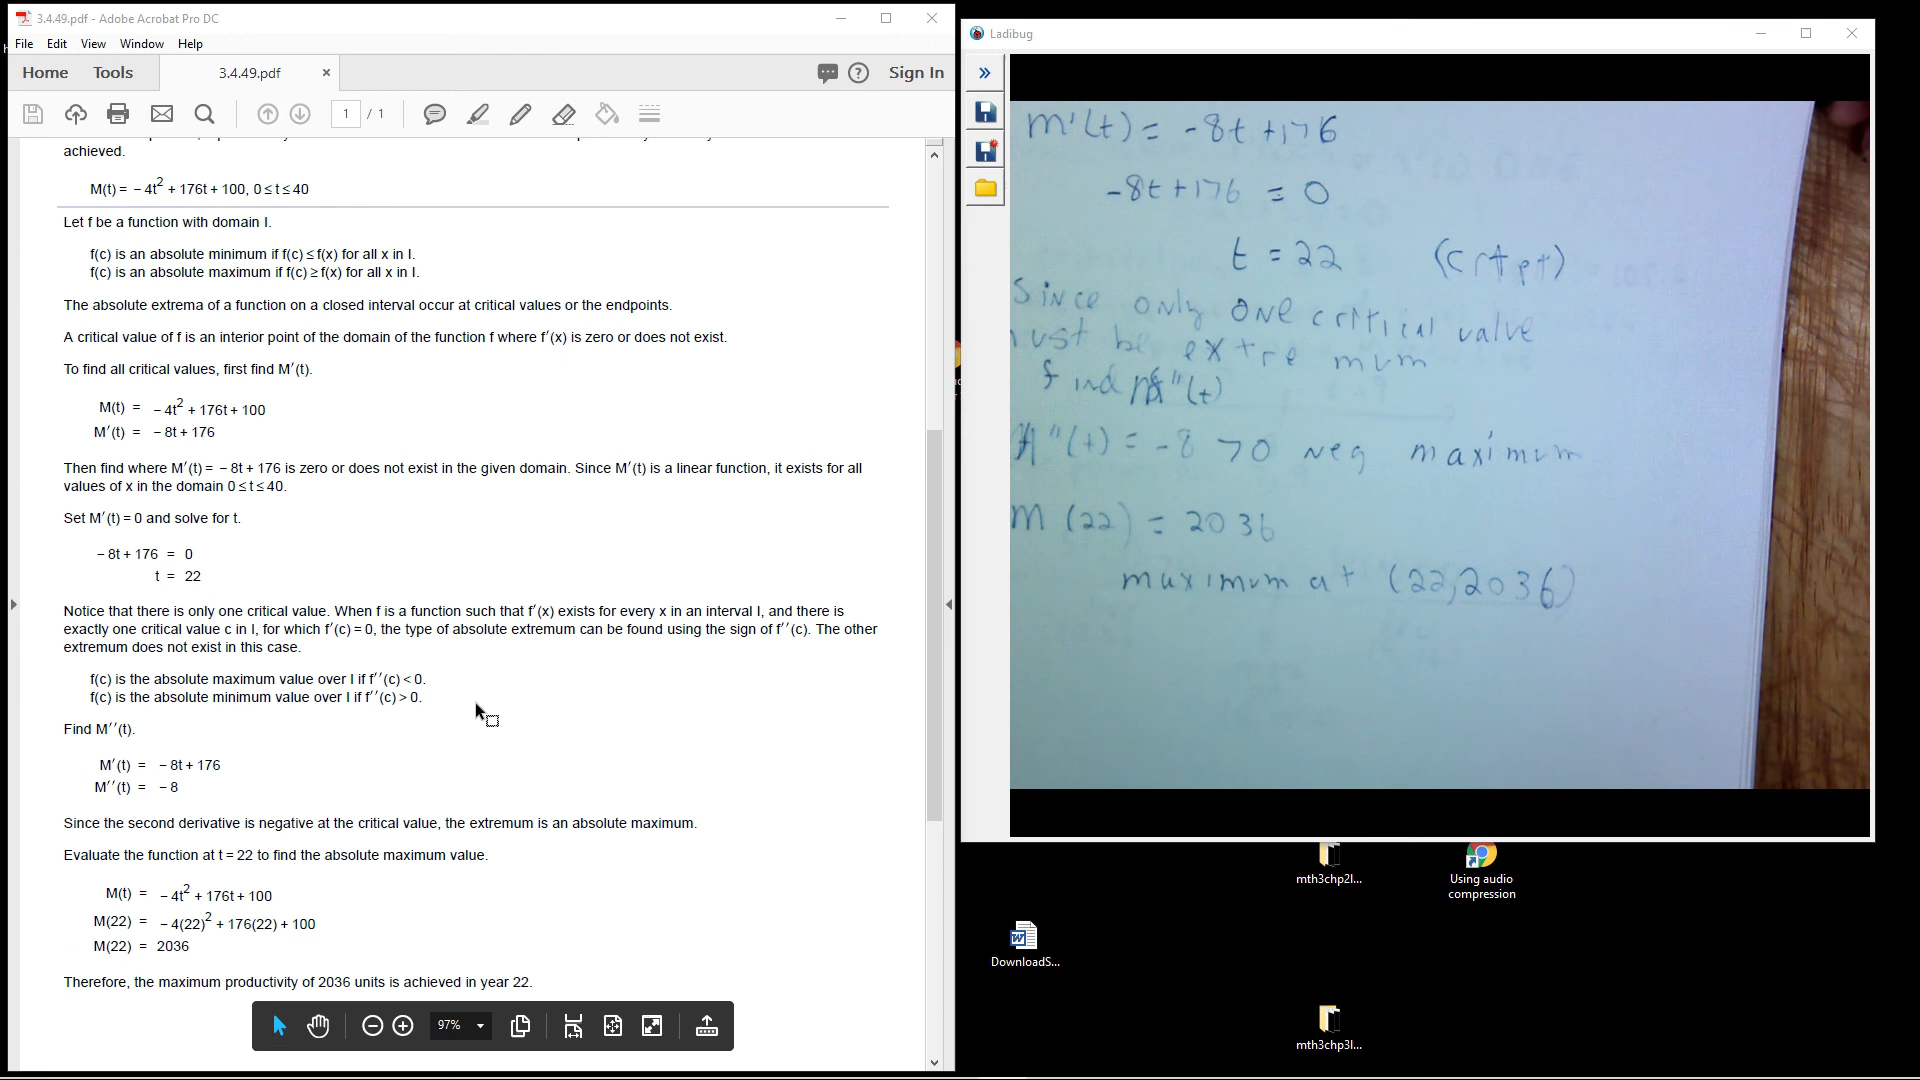 3.4.49.pdf - Adobe Acrobat Pro DC
File Edit View Window Help
Home Tools 3.4.49.pdf × Sign In
1 / 1
achieved.
M(t) = − 4t² + 176t + 100, 0 ≤ t ≤ 40
Let f be a function with domain I.
f(c) is an absolute minimum if f(c) ≤ f(x) for all x in I.
f(c) is an absolute maximum if f(c) ≥ f(x) for all x in I.
The absolute extrema of a function on a closed interval occur at critical values or the endpoints.
A critical value of f is an interior point of the domain of the function f where f′(x) is zero or does not exist.
To find all critical values, first find M′(t).
M(t) = − 4t² + 176t + 100
M′(t) = − 8t + 176
Then find where M′(t) = − 8t + 176 is zero or does not exist in the given domain. Since M′(t) is a linear function, it exists for all
values of x in the domain 0 ≤ t ≤ 40.
Set M′(t) = 0 and solve for t.
− 8t + 176 = 0
t = 22
Notice that there is only one critical value. When f is a function such that f′(x) exists for every x in an interval I, and there is
exactly one critical value c in I, for which f′(c) = 0, the type of absolute extremum can be found using the sign of f′′(c). The other
extremum does not exist in this case.
f(c) is the absolute maximum value over I if f′′(c) < 0.
f(c) is the absolute minimum value over I if f′′(c) > 0.
Find M′′(t).
M′(t) = − 8t + 176
M′′(t) = − 8
Since the second derivative is negative at the critical value, the extremum is an absolute maximum.
Evaluate the function at t = 22 to find the absolute maximum value.
M(t) = − 4t² + 176t + 100
M(22) = − 4(22)² + 176(22) + 100
M(22) = 2036
Therefore, the maximum productivity of 2036 units is achieved in year 22.
97%
Ladibug
m'(t) = -8t +176
-8t +176 = 0
t = 22 (crt pt)
Since only one critical value
ust be extremum
find M"(t)
M"(t) = -8 >0 neg maximum
M (22) = 2036
maximum at (22,2036)
mth3chp2l...
Using audio
compression
DownloadS...
mth3chp3l...